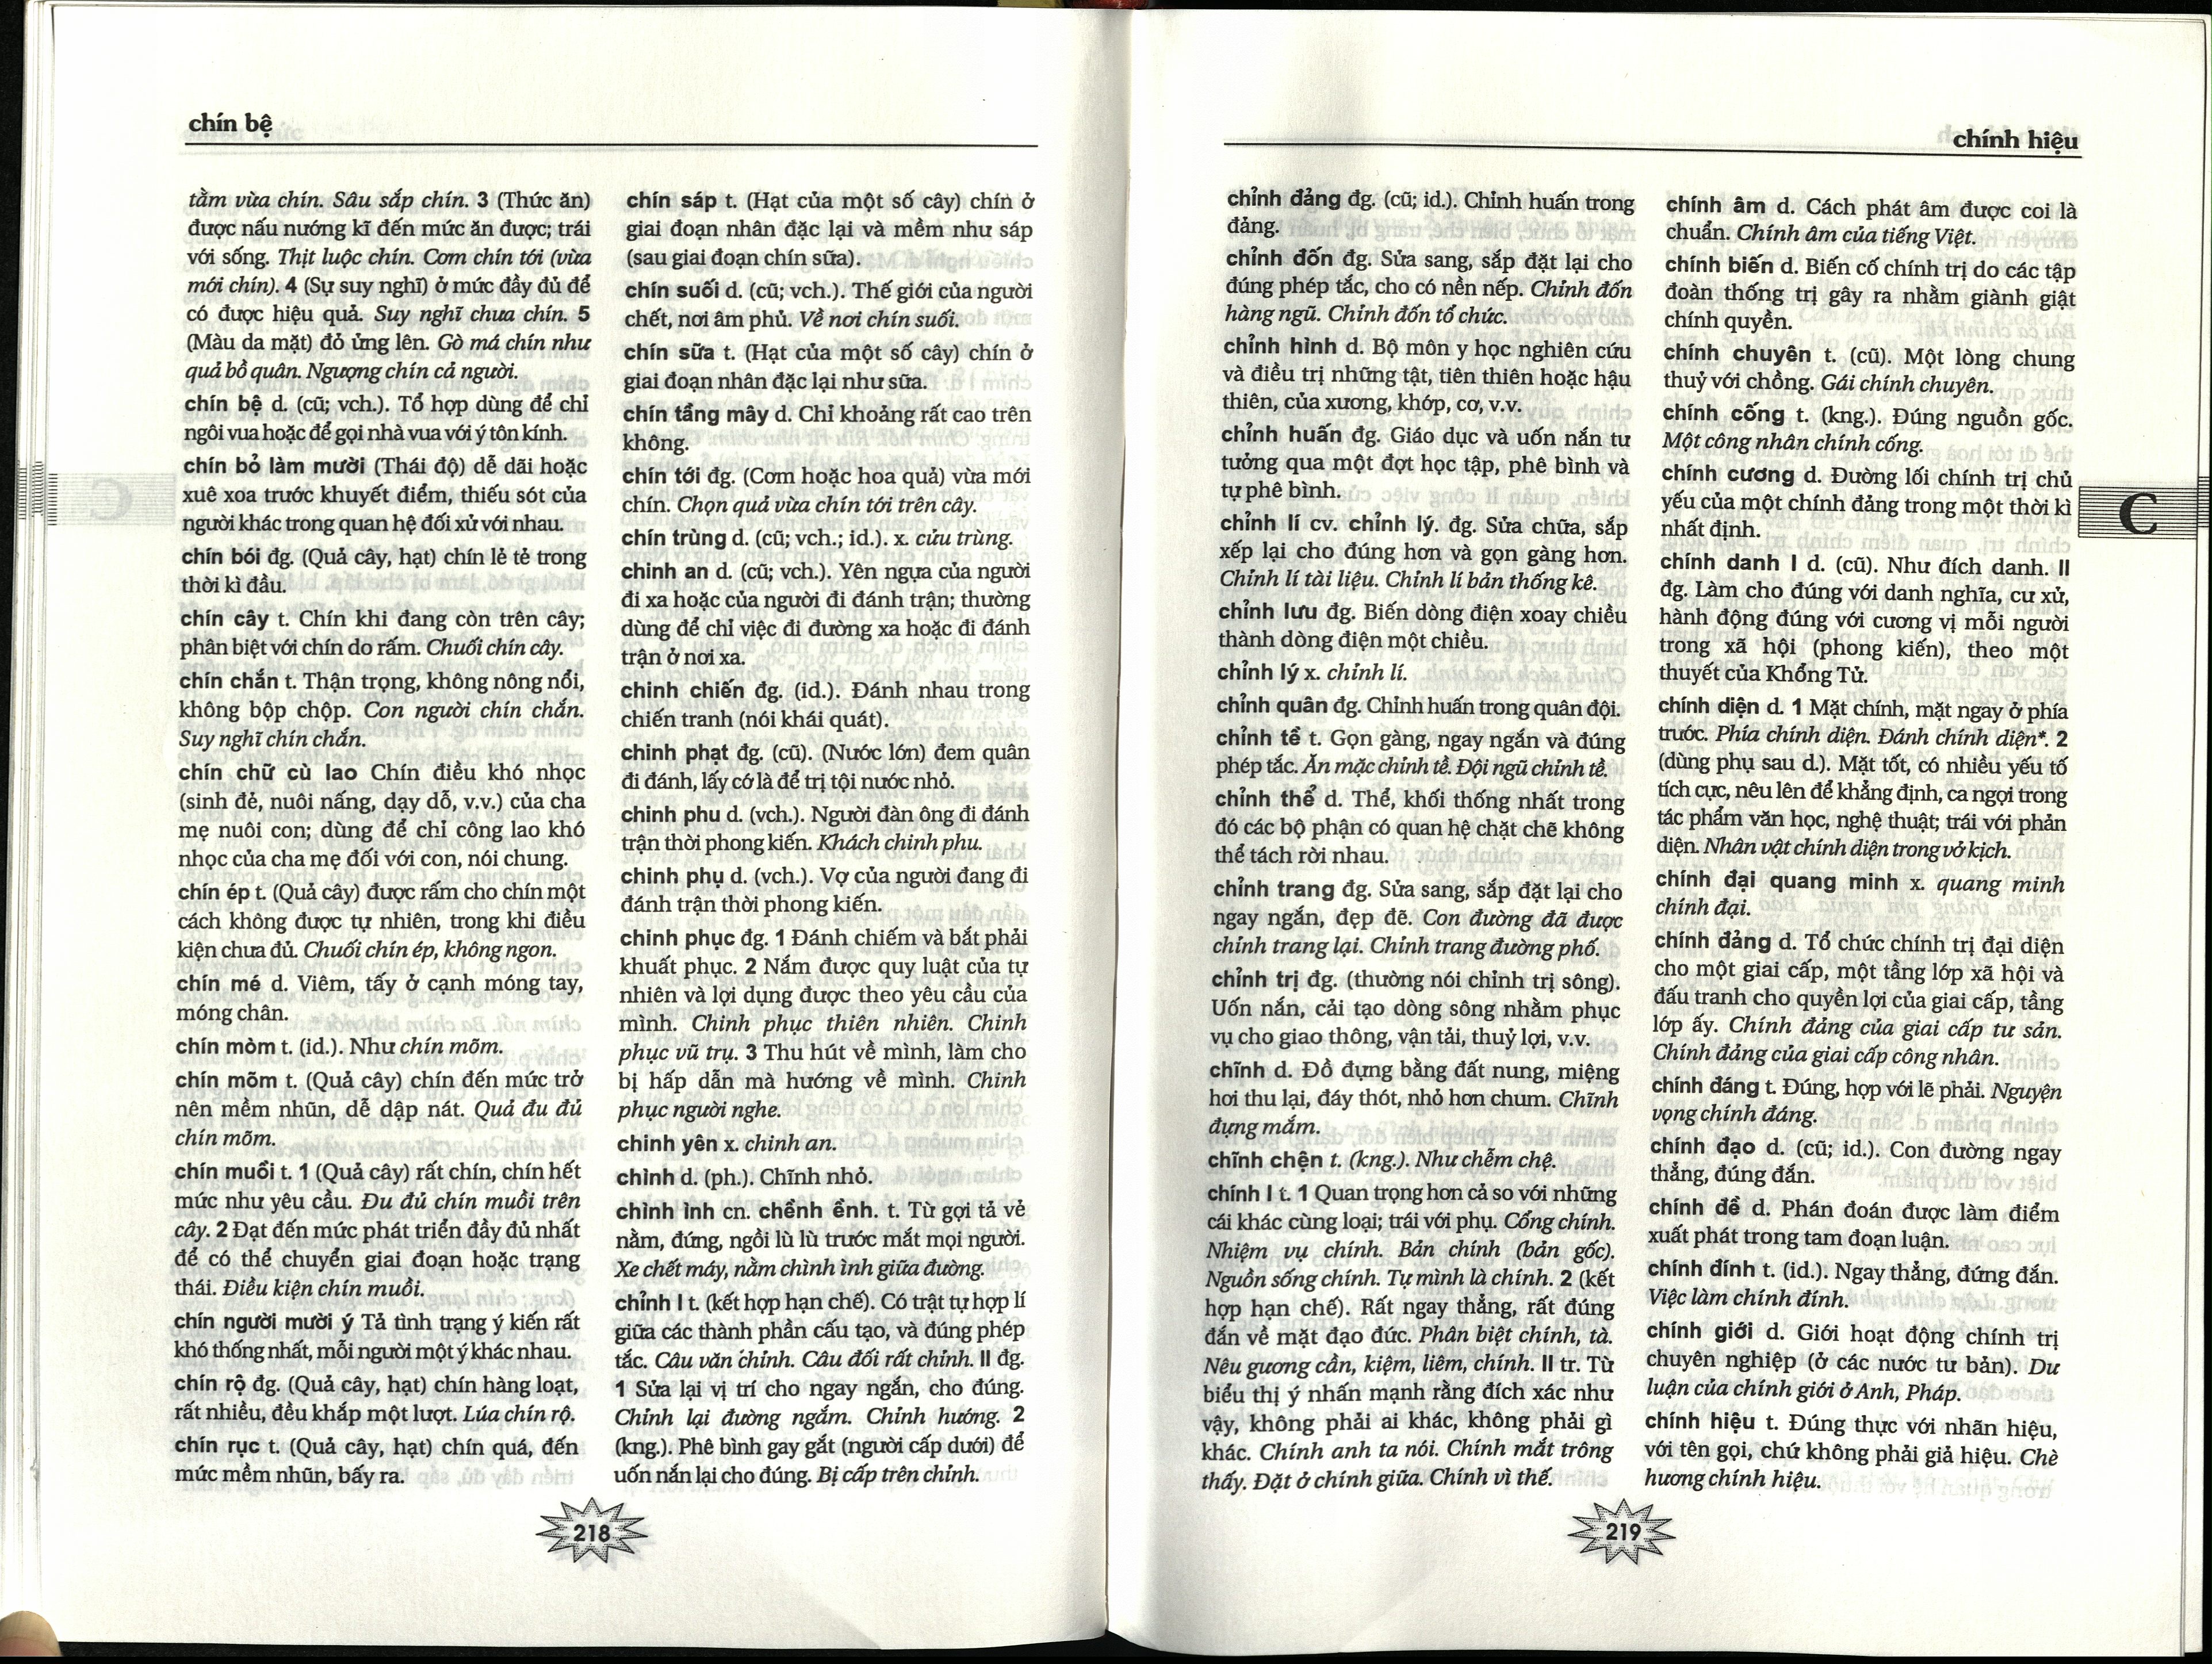 chín bệ
tằm vừa chín. Sâu sắp chín. 3 (Thức ăn)
được nấu nướng kĩ đến mức ăn được; trái
với sống. Thịt luộc chín. Cơm chín tới (vừa
mới chín). 4 (Sự suy nghĩ) ở mức đầy đủ để
có được hiệu quả. Suy nghĩ chưa chín. 5
(Màu da mặt) đỏ ửng lên. Gò má chín như
quả bồ quân. Ngượng chín cả người.
chín bệ d. (cũ; vch.). Tổ hợp dùng để chỉ
ngôi vua hoặc để gọi nhà vua với ý tôn kính.
chín bỏ làm mười (Thái độ) dễ dãi hoặc
xuê xoa trước khuyết điểm, thiếu sót của
người khác trong quan hệ đối xử với nhau.
chín bói đg. (Quả cây, hạt) chín lẻ tẻ trong
thời kì đầu.
chín cây t. Chín khi đang còn trên cây;
phân biệt với chín do rấm. Chuối chín cây.
chín chắn t. Thận trọng, không nông nổi,
không bộp chộp. Con người chín chắn.
Suy nghĩ chín chắn.
chín chữ cù lao Chín điều khó nhọc
(sinh đẻ, nuôi nấng, dạy dỗ, v.v.) của cha
mẹ nuôi con; dùng để chỉ công lao khó
nhọc của cha mẹ đối với con, nói chung.
chín ép t. (Quả cây) được rấm cho chín một
cách không được tự nhiên, trong khi điều
kiện chưa đủ. Chuối chín ép, không ngon.
chín mé d. Viêm, tấy ở cạnh móng tay,
móng chân.
chín mòm t. (id.). Như chín mõm.
chín mõm t. (Quả cây) chín đến mức trở
nên mềm nhũn, dễ dập nát. Quả đu đủ
chín mõm.
chín muồi t. 1 (Quả cây) rất chín, chín hết
mức như yêu cầu. Đu đủ chín muồi trên
cây. 2 Đạt đến mức phát triển đầy đủ nhất
để có thể chuyển giai đoạn hoặc trạng
thái. Điều kiện chín muồi.
chín người mười ý Tả tình trạng ý kiến rất
khó thống nhất, mỗi người một ý khác nhau.
chín rộ đg. (Quả cây, hạt) chín hàng loạt,
rất nhiều, đều khắp một lượt. Lúa chín rộ.
chín rục t. (Quả cây, hạt) chín quá, đến
mức mềm nhũn, bấy ra.
chín sáp t. (Hạt của một số cây) chín ở
giai đoạn nhân đặc lại và mềm như sáp
(sau giai đoạn chín sữa).
chín suối d. (cũ; vch.). Thế giới của người
chết, nơi âm phủ. Về nơi chín suối.
chín sữa t. (Hạt của một số cây) chín ở
giai đoạn nhân đặc lại như sữa.
chín tầng mây d. Chỉ khoảng rất cao trên
không.
chín tới đg. (Cơm hoặc hoa quả) vừa mới
chín. Chọn quả vừa chín tới trên cây.
chín trùng d. (cũ; vch.; id.). x. cửu trùng.
chinh an d. (cũ; vch.). Yên ngựa của người
đi xa hoặc của người đi đánh trận; thường
dùng để chỉ việc đi đường xa hoặc đi đánh
trận ở nơi xa.
chinh chiến đg. (id.). Đánh nhau trong
chiến tranh (nói khái quát).
chinh phạt đg. (cũ). (Nước lớn) đem quân
đi đánh, lấy cớ là để trị tội nước nhỏ.
chinh phu d. (vch.). Người đàn ông đi đánh
trận thời phong kiến. Khách chinh phu.
chinh phụ d. (vch.). Vợ của người đang đi
đánh trận thời phong kiến.
chinh phục đg. 1 Đánh chiếm và bắt phải
khuất phục. 2 Nắm được quy luật của tự
nhiên và lợi dụng được theo yêu cầu của
mình. Chinh phục thiên nhiên. Chinh
phục vũ trụ. 3 Thu hút về mình, làm cho
bị hấp dẫn mà hướng về mình. Chinh
phục người nghe.
chinh yên x. chinh an.
chình d. (ph.). Chĩnh nhỏ.
chình ình cn. chềnh ềnh. t. Từ gợi tả vẻ
nằm, đứng, ngồi lù lù trước mắt mọi người.
Xe chết máy, nằm chình ình giữa đường.
chỉnh I t. (kết hợp hạn chế). Có trật tự hợp lí
giữa các thành phần cấu tạo, và đúng phép
tắc. Câu văn chỉnh. Câu đối rất chỉnh. II đg.
1 Sửa lại vị trí cho ngay ngắn, cho đúng.
Chỉnh lại đường ngắm. Chỉnh hướng. 2
(kng.). Phê bình gay gắt (người cấp dưới) để
uốn nắn lại cho đúng. Bị cấp trên chỉnh.
218
chính hiệu
chỉnh đảng đg. (cũ; id.). Chỉnh huấn trong
đảng.
chỉnh đốn đg. Sửa sang, sắp đặt lại cho
đúng phép tắc, cho có nền nếp. Chỉnh đốn
hàng ngũ. Chỉnh đốn tổ chức.
chỉnh hình d. Bộ môn y học nghiên cứu
và điều trị những tật, tiên thiên hoặc hậu
thiên, của xương, khớp, cơ, v.v.
chỉnh huấn đg. Giáo dục và uốn nắn tư
tưởng qua một đợt học tập, phê bình và
tự phê bình.
chỉnh lí cv. chỉnh lý. đg. Sửa chữa, sắp
xếp lại cho đúng hơn và gọn gàng hơn.
Chỉnh lí tài liệu. Chỉnh lí bản thống kê.
chỉnh lưu đg. Biến dòng điện xoay chiều
thành dòng điện một chiều.
chỉnh lý x. chỉnh lí.
chỉnh quân đg. Chỉnh huấn trong quân đội.
chỉnh tề t. Gọn gàng, ngay ngắn và đúng
phép tắc. Ăn mặc chỉnh tề. Đội ngũ chỉnh tề.
chỉnh thể d. Thể, khối thống nhất trong
đó các bộ phận có quan hệ chặt chẽ không
thể tách rời nhau.
chỉnh trang đg. Sửa sang, sắp đặt lại cho
ngay ngắn, đẹp đẽ. Con đường đã được
chỉnh trang lại. Chỉnh trang đường phố.
chỉnh trị đg. (thường nói chỉnh trị sông).
Uốn nắn, cải tạo dòng sông nhằm phục
vụ cho giao thông, vận tải, thuỷ lợi, v.v.
chĩnh d. Đồ đựng bằng đất nung, miệng
hơi thu lại, đáy thót, nhỏ hơn chum. Chĩnh
đựng mắm.
chĩnh chện t. (kng.). Như chễm chệ.
chính I t. 1 Quan trọng hơn cả so với những
cái khác cùng loại; trái với phụ. Cổng chính.
Nhiệm vụ chính. Bản chính (bản gốc).
Nguồn sống chính. Tự mình là chính. 2 (kết
hợp hạn chế). Rất ngay thẳng, rất đúng
đắn về mặt đạo đức. Phân biệt chính, tà.
Nêu gương cần, kiệm, liêm, chính. II tr. Từ
biểu thị ý nhấn mạnh rằng đích xác như
vậy, không phải ai khác, không phải gì
khác. Chính anh ta nói. Chính mắt trông
thấy. Đặt ở chính giữa. Chính vì thế.
chính âm d. Cách phát âm được coi là
chuẩn. Chính âm của tiếng Việt.
chính biến d. Biến cố chính trị do các tập
đoàn thống trị gây ra nhằm giành giật
chính quyền.
chính chuyên t. (cũ). Một lòng chung
thuỷ với chồng. Gái chính chuyên.
chính cống t. (kng.). Đúng nguồn gốc.
Một công nhân chính cống.
chính cương d. Đường lối chính trị chủ
yếu của một chính đảng trong một thời kì
nhất định.
chính danh I d. (cũ). Như đích danh. II
đg. Làm cho đúng với danh nghĩa, cư xử,
hành động đúng với cương vị mỗi người
trong xã hội (phong kiến), theo một
thuyết của Khổng Tử.
chính diện d. 1 Mặt chính, mặt ngay ở phía
trước. Phía chính diện. Đánh chính diện*. 2
(dùng phụ sau d.). Mặt tốt, có nhiều yếu tố
tích cực, nêu lên để khẳng định, ca ngợi trong
tác phẩm văn học, nghệ thuật; trái với phản
diện. Nhân vật chính diện trong vở kịch.
chính đại quang minh x. quang minh
chính đại.
chính đảng d. Tổ chức chính trị đại diện
cho một giai cấp, một tầng lớp xã hội và
đấu tranh cho quyền lợi của giai cấp, tầng
lớp ấy. Chính đảng của giai cấp tư sản.
Chính đảng của giai cấp công nhân.
chính đáng t. Đúng, hợp với lẽ phải. Nguyện
vọng chính đáng.
chính đạo d. (cũ; id.). Con đường ngay
thẳng, đúng đắn.
chính đề d. Phán đoán được làm điểm
xuất phát trong tam đoạn luận.
chính đính t. (id.). Ngay thẳng, đứng đắn.
Việc làm chính đính.
chính giới d. Giới hoạt động chính trị
chuyên nghiệp (ở các nước tư bản). Dư
luận của chính giới ở Anh, Pháp.
chính hiệu t. Đúng thực với nhãn hiệu,
với tên gọi, chứ không phải giả hiệu. Chè
hương chính hiệu.
C
219